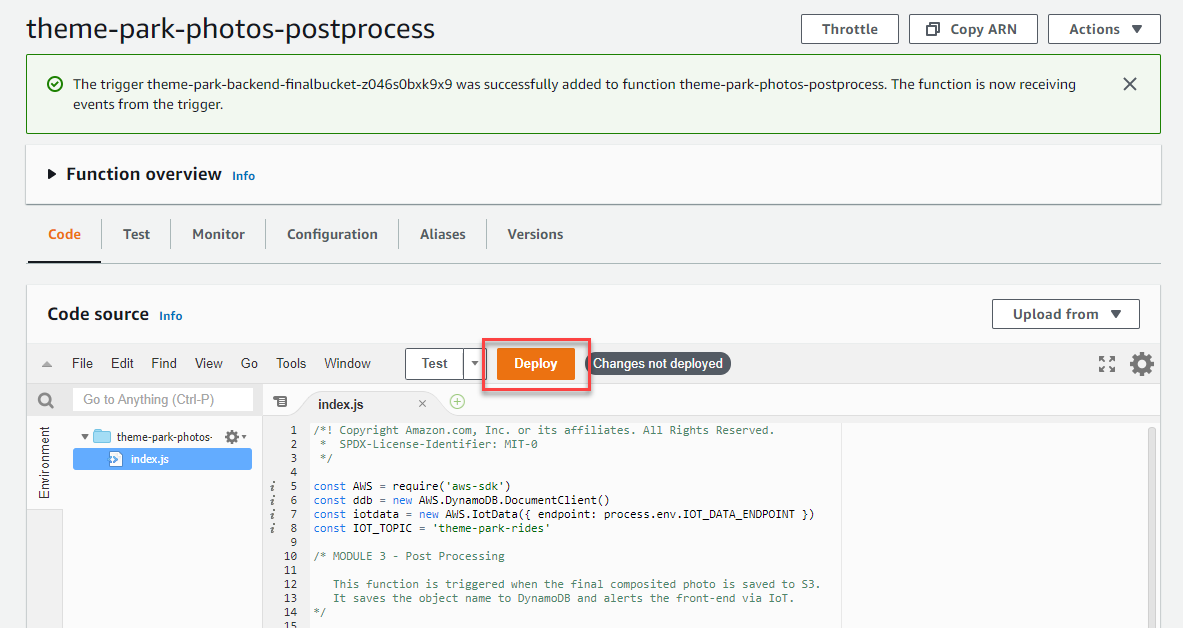 theme-park-photos-postprocess
Throttle
Copy ARN
Actions
The trigger theme-park-backend-finalbucket-z046s0bxk9x9 was successfully added to function theme-park-photos-postprocess. The function is now receiving
events from the trigger.
Function overview Info
Code
Test
Monitor
Configuration
Aliases
Versions
Code source Info
Upload from
File Edit Find View Go Tools Window
Test
Deploy
Changes not deployed
Go to Anything (Ctrl-P)
index.js
Environment
theme-park-photos-
index.js
1 /*! Copyright Amazon.com, Inc. or its affiliates. All Rights Reserved.
2  *  SPDX-License-Identifier: MIT-0
3  */
4
5 const AWS = require('aws-sdk')
6 const ddb = new AWS.DynamoDB.DocumentClient()
7 const iotdata = new AWS.IotData({ endpoint: process.env.IOT_DATA_ENDPOINT })
8 const IOT_TOPIC = 'theme-park-rides'
9
10 /* MODULE 3 - Post Processing
11
12    This function is triggered when the final composited photo is saved to S3.
13    It saves the object name to DynamoDB and alerts the front-end via IoT.
14 */
15